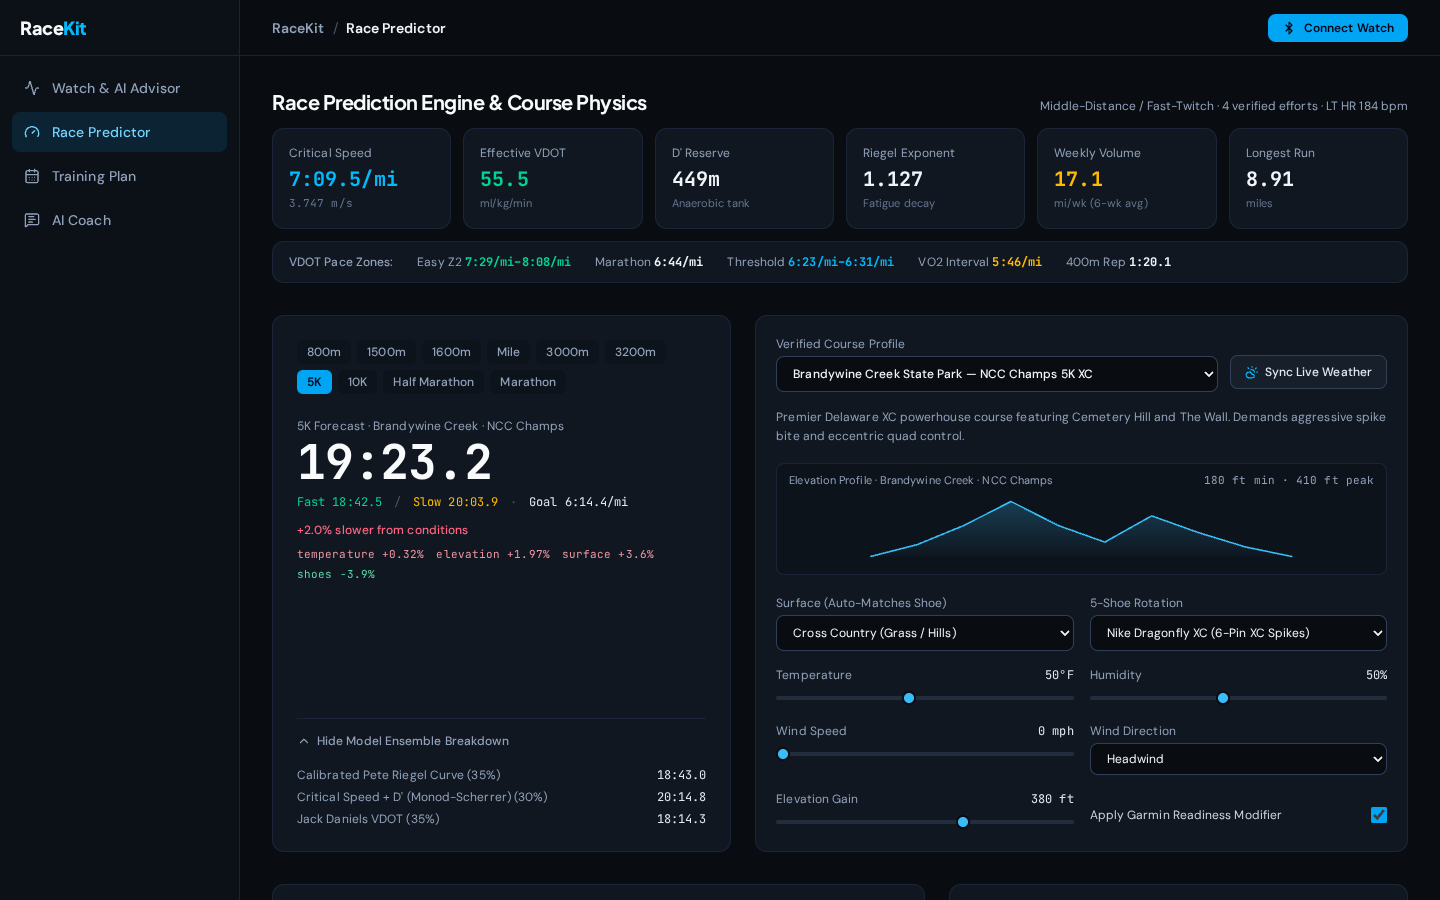 RaceKit
RaceKit / Race Predictor
Connect Watch
Watch & AI Advisor
Race Predictor
Training Plan
AI Coach
Race Prediction Engine & Course Physics
Middle-Distance / Fast-Twitch · 4 verified efforts · LT HR 184 bpm
Critical Speed
7:09.5/mi
3.747 m/s
Effective VDOT
55.5
ml/kg/min
D' Reserve
449m
Anaerobic tank
Riegel Exponent
1.127
Fatigue decay
Weekly Volume
17.1
mi/wk (6-wk avg)
Longest Run
8.91
miles
VDOT Pace Zones: Easy Z2 7:29/mi–8:08/mi Marathon 6:44/mi Threshold 6:23/mi–6:31/mi VO2 Interval 5:46/mi 400m Rep 1:20.1
800m 1500m 1600m Mile 3000m 3200m
5K 10K Half Marathon Marathon
5K Forecast · Brandywine Creek · NCC Champs
19:23.2
Fast 18:42.5 / Slow 20:03.9 · Goal 6:14.4/mi
+2.0% slower from conditions
temperature +0.32% elevation +1.97% surface +3.6%
shoes -3.9%
Hide Model Ensemble Breakdown
Calibrated Pete Riegel Curve (35%) 18:43.0
Critical Speed + D' (Monod-Scherrer) (30%) 20:14.8
Jack Daniels VDOT (35%) 18:14.3
Verified Course Profile
Brandywine Creek State Park — NCC Champs 5K XC
Sync Live Weather
Premier Delaware XC powerhouse course featuring Cemetery Hill and The Wall. Demands aggressive spike
bite and eccentric quad control.
Elevation Profile · Brandywine Creek · NCC Champs 180 ft min · 410 ft peak
Surface (Auto-Matches Shoe)
Cross Country (Grass / Hills)
5-Shoe Rotation
Nike Dragonfly XC (6-Pin XC Spikes)
Temperature 50°F
Humidity 50%
Wind Speed 0 mph
Wind Direction
Headwind
Elevation Gain 380 ft
Apply Garmin Readiness Modifier